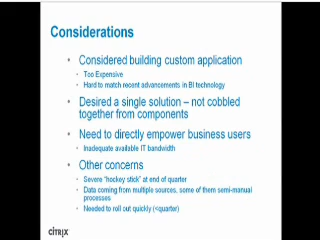 Considerations
• Considered building custom application
• Too Expensive
• Hard to match recent advancements in BI technology
• Desired a single solution – not cobbled
together from components
• Need to directly empower business users
• Inadequate available IT bandwidth
• Other concerns
• Severe "hockey stick" at end of quarter
• Data coming from multiple sources, some of them semi-manual
processes
• Needed to roll out quickly (<quarter)
CITRIX